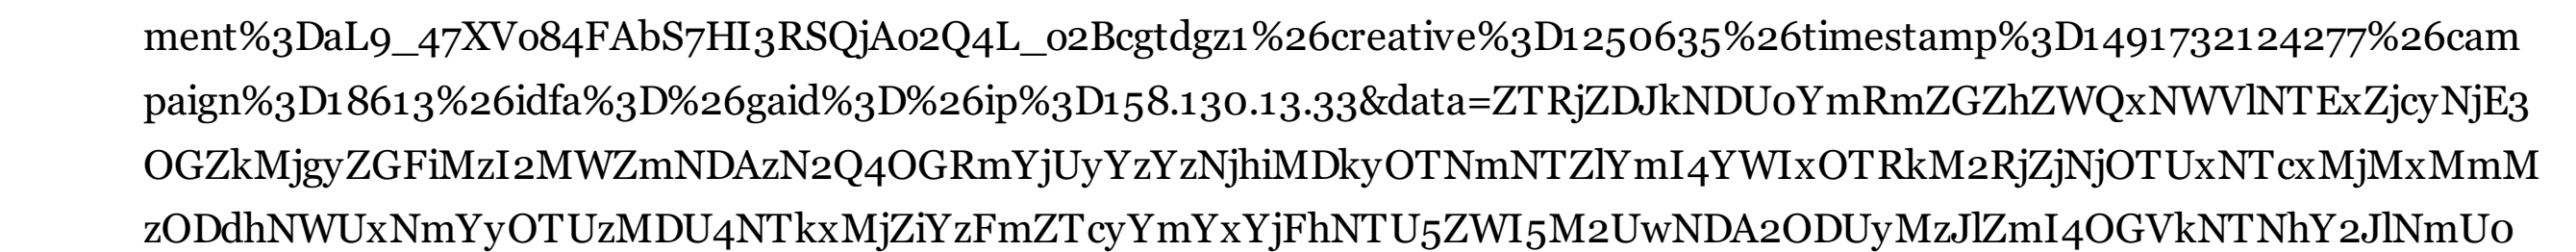 ment%3DaL9_47XV084FAbS7HI3RSQjA02Q4L_o2Bcgtdgz1%26creative%3D1250635%26timestamp%3D1491732124277%26cam
paign%3D18613%26idfa%3D%26gaid%3D%26ip%3D158.130.13.33&data=ZTRjZDJkNDU0YmRmZGZhZWQxNWVlNTExZjcyNjE3
OGZkMjgyZGFiMzI2MWZmNDAzN2Q4OGRmYjUyYzYzNjhiMDkyOTNmNTZlYmI4YWIxOTRkM2RjZjNjOTUxNTcxMjMxMmM
zODdhNWUxNmYyOTUzMDU4NTkxMjZiYzFmZTcyYmYxYjFhNTU5ZWI5M2UwNDA2ODUyMzJlZmI4OGVkNTNhY2JlNmU0